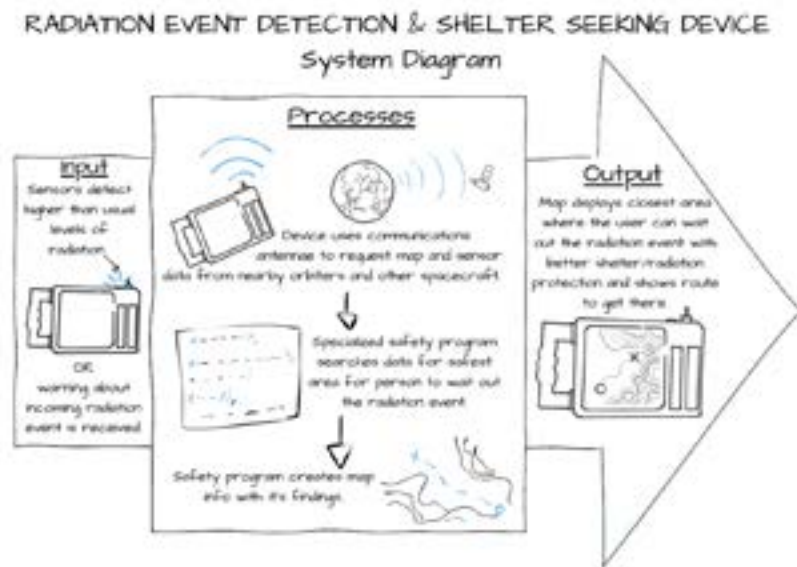 RADIATION EVENT DETECTION & SHELTER SEEKING DEVICE
System Diagram
Input
Sensors detect
higher than usual
levels of
radiation
OR
warning about
incoming radiation
event is received
Processes
Device uses communications
antennae to request map and sensor
data from nearby orbiters and other spacecraft.
Specialized safety program
searches data for safest
area for person to wait out
the radiation event
Safety program creates map
info with its findings.
Output
Map displays closest area
where the user can wait
out the radiation event with
better shelter/radiation
protection and shows route
to get there
X